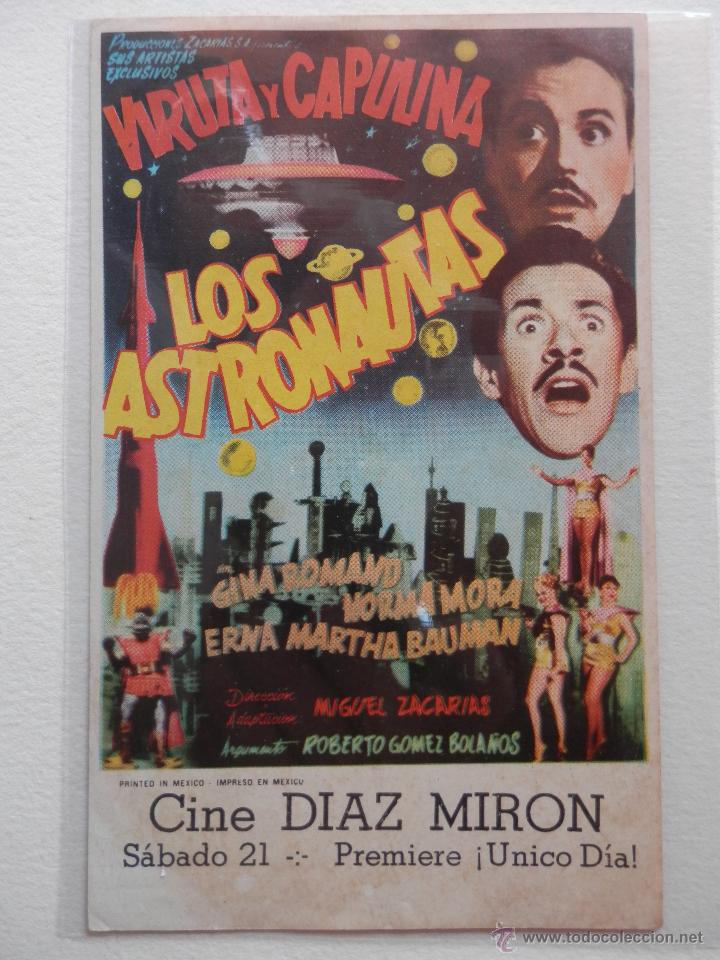 PRODUCCIONES ZACARIAS S.A. presenta
SUS ARTISTAS
EXCLUSIVOS
VIRUTA Y CAPULINA
LOS
ASTRONAUTAS
GINA ROMAND
NORMA MORA
ERNA MARTHA BAUMAN
Dirección
Adaptación: MIGUEL ZACARIAS
Argumento ROBERTO GOMEZ BOLAÑOS
PRINTED IN MEXICO - IMPRESO EN MEXICO
Cine DIAZ MIRON
Sábado 21 -:- Premiere ¡Unico Día!
© www.todocoleccion.net